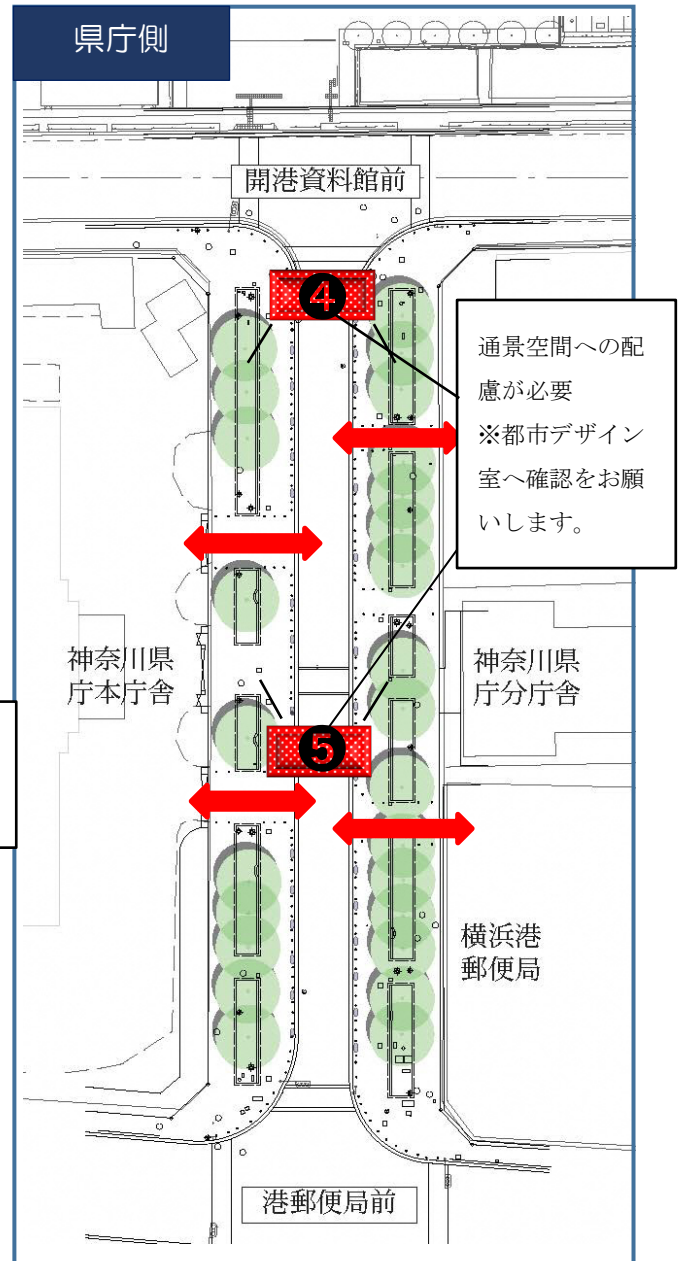 県庁側
開港資料館前
❹
通景空間への配
慮が必要
※都市デザイン
室へ確認をお願
いします。
神奈川県
庁本庁舎
神奈川県
庁分庁舎
❺
横浜港
郵便局
港郵便局前